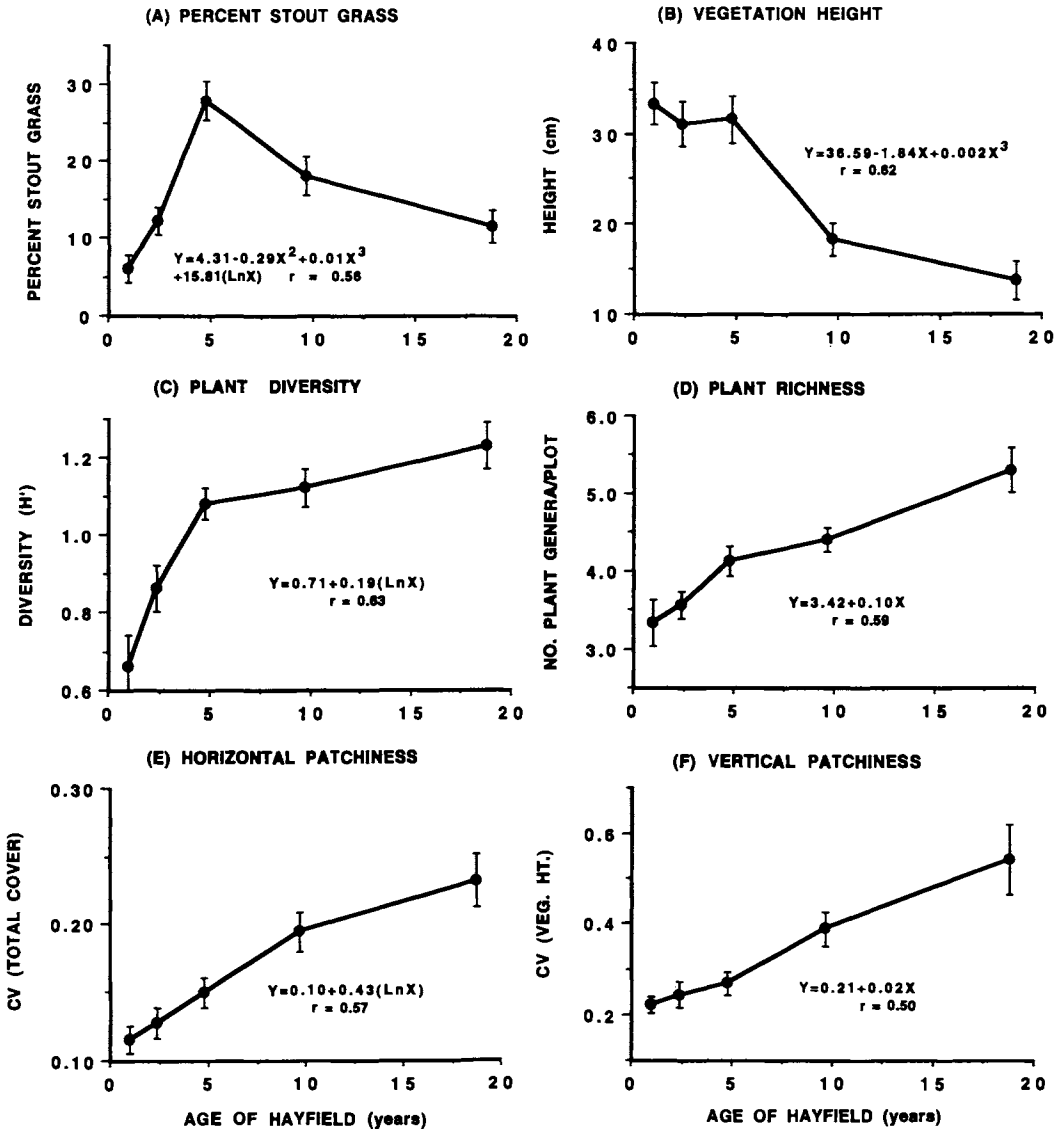 (A) PERCENT STOUT GRASS
PERCENT STOUT GRASS
30
20
10
0
Y=4.31-0.29X²+0.01X³
+15.81(LnX) r = 0.56
0 5 10 15 20
(B) VEGETATION HEIGHT
HEIGHT (cm)
40
30
20
10
Y=36.59-1.84X+0.002X³
r = 0.62
0 5 10 15 20
(C) PLANT DIVERSITY
DIVERSITY (H')
1.2
1.0
0.8
0.6
Y=0.71+0.19(LnX)
r = 0.63
0 5 10 15 20
(D) PLANT RICHNESS
NO. PLANT GENERA/PLOT
6.0
5.0
4.0
3.0
Y=3.42+0.10X
r = 0.59
0 5 10 15 20
(E) HORIZONTAL PATCHINESS
CV (TOTAL COVER)
0.30
0.20
0.10
Y=0.10+0.43(LnX)
r = 0.57
0 5 10 15 20
AGE OF HAYFIELD (years)
(F) VERTICAL PATCHINESS
CV (VEG. HT.)
0.6
0.4
0.2
Y=0.21+0.02X
r = 0.50
0 5 10 15 20
AGE OF HAYFIELD (years)